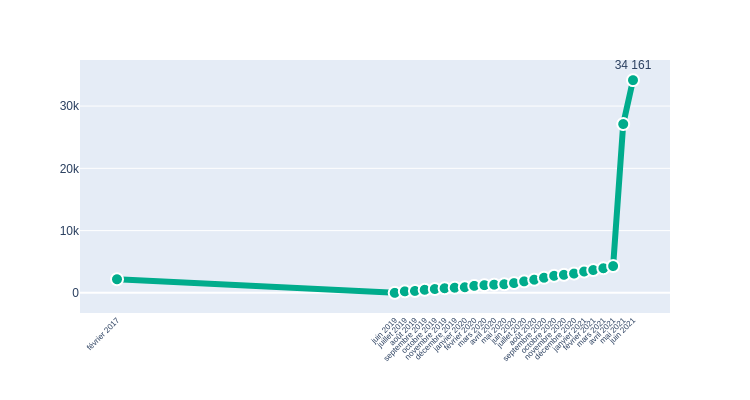 34 161
30k
20k
10k
0
février 2017
juin 2019
juillet 2019
août 2019
septembre 2019
octobre 2019
novembre 2019
décembre 2019
janvier 2020
février 2020
mars 2020
avril 2020
mai 2020
juin 2020
juillet 2020
août 2020
septembre 2020
octobre 2020
novembre 2020
décembre 2020
janvier 2021
février 2021
mars 2021
avril 2021
mai 2021
juin 2021